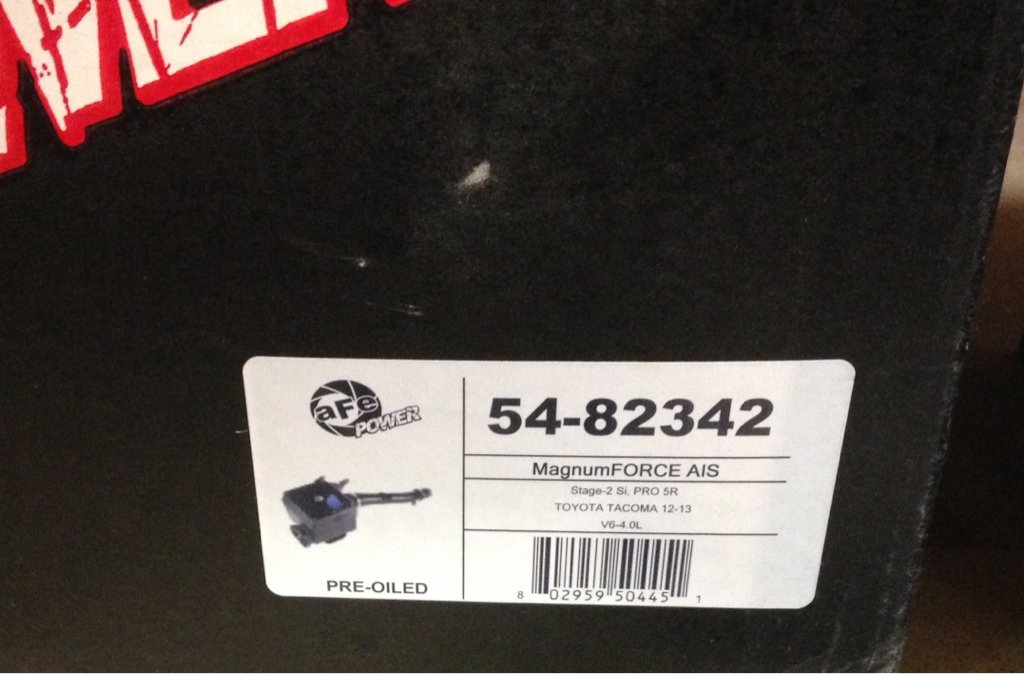 aFe
POWER
54-82342
MagnumFORCE AIS
Stage-2 Si, PRO 5R
TOYOTA TACOMA 12-13
V6-4.0L
PRE-OILED
8 02959 50445 1